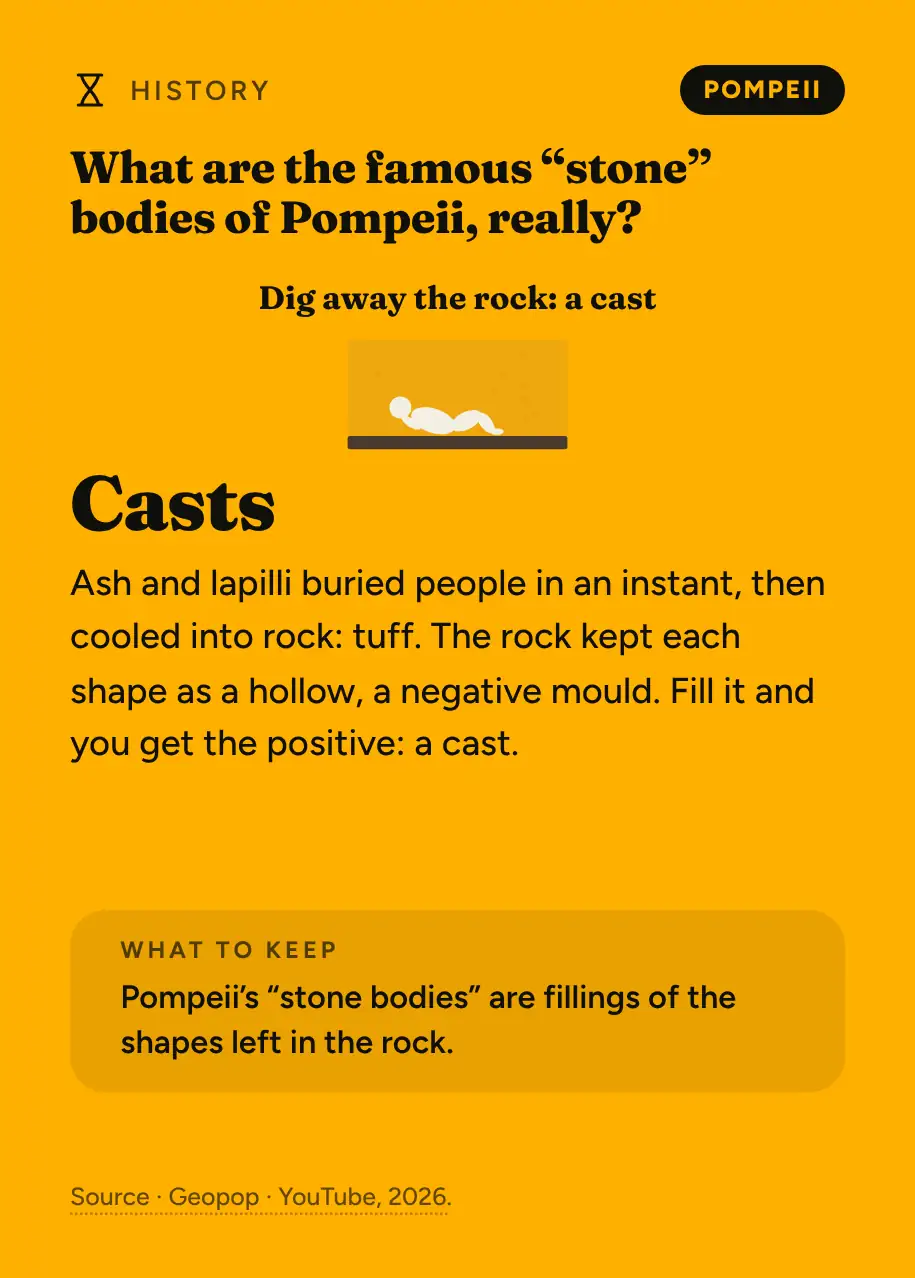 HISTORY
POMPEII
What are the famous “stone”
bodies of Pompeii, really?
Dig away the rock: a cast
Casts
Ash and lapilli buried people in an instant, then
cooled into rock: tuff. The rock kept each
shape as a hollow, a negative mould. Fill it and
you get the positive: a cast.
WHAT TO KEEP
Pompeii’s “stone bodies” are fillings of the
shapes left in the rock.
Source · Geopop · YouTube, 2026.